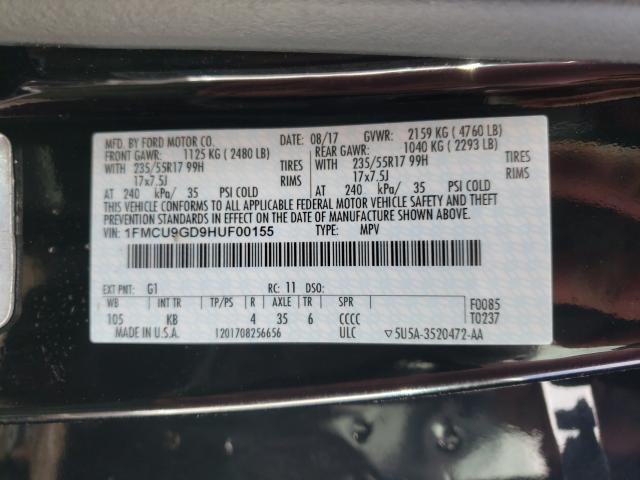 MFD. BY FORD MOTOR CO. DATE: 08/17 GVWR: 2159 KG ( 4760 LB)
FRONT GAWR: 1125 KG ( 2480 LB) REAR GAWR: 1040 KG ( 2293 LB)
WITH 235/55R17 99H TIRES WITH 235/55R17 99H TIRES
17x7.5J RIMS 17x7.5J RIMS
AT 240 kPa/ 35 PSI COLD AT 240 kPa/ 35 PSI COLD
THIS VEHICLE CONFORMS TO ALL APPLICABLE FEDERAL MOTOR VEHICLE SAFETY AND THEFT
PREVENTION STANDARDS IN EFFECT ON THE DATE OF MANUFACTURE SHOWN ABOVE.
VIN: 1FMCU9GD9HUF00155 TYPE: MPV
EXT PNT: G1 RC: 11 DSO: F0085
WB INT TR TP/PS R AXLE TR SPR T0237
105 KB 4 35 6 CCCC
MADE IN U.S.A. 1201708256656 ULC ▽5U5A-3520472-AA